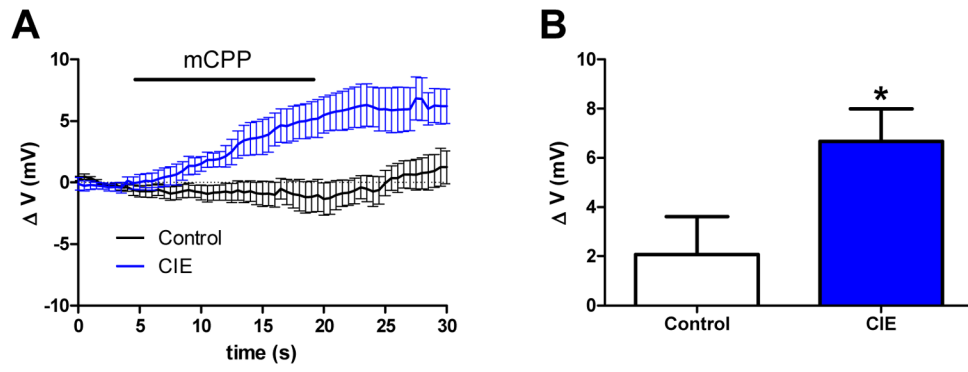 A
mCPP
10
5
0
-5
-10
Δ V (mV)
Control
CIE
0 5 10 15 20 25 30
time (s)
B
*
10
8
6
4
2
0
Δ V (mV)
Control CIE